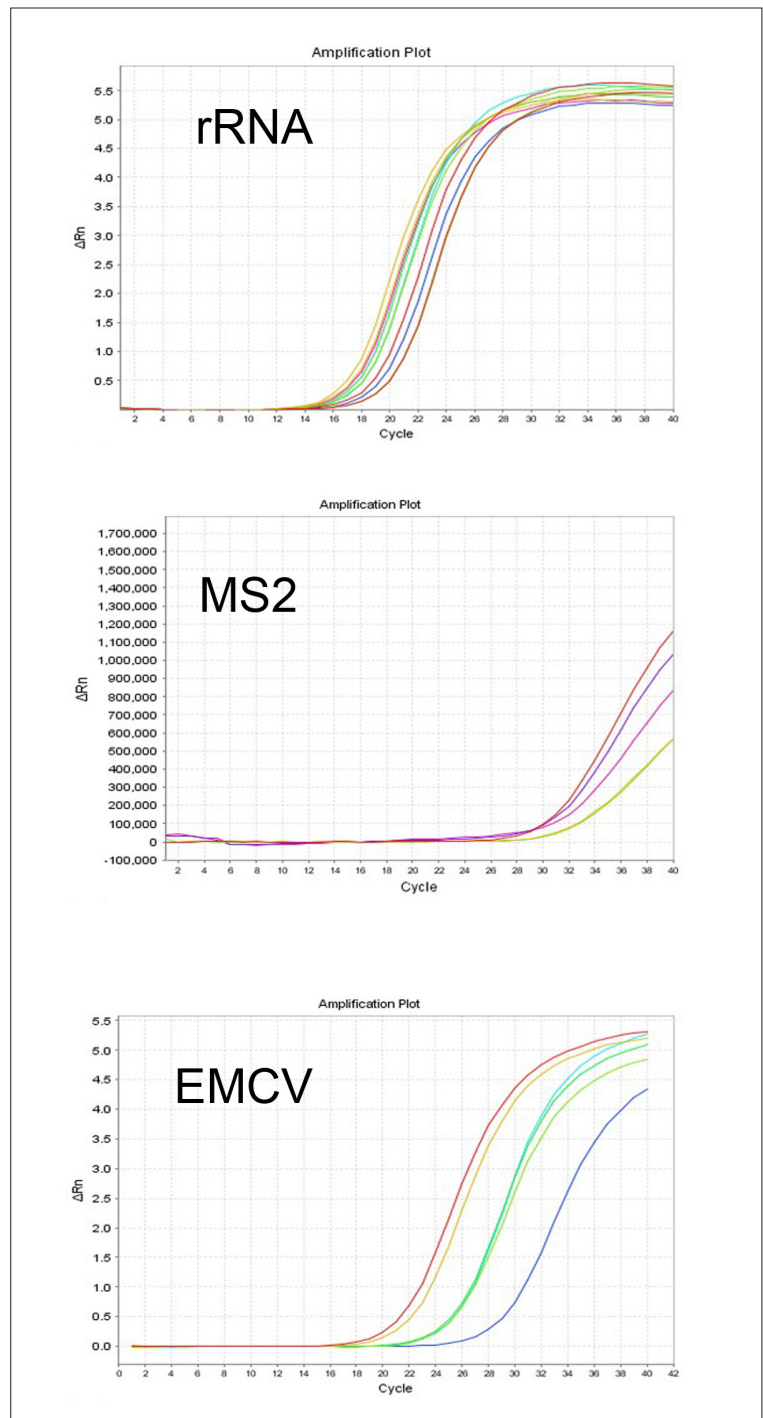 Amplification Plot
rRNA
5.5
5.0
4.5
4.0
3.5
3.0
2.5
2.0
1.5
1.0
0.5
ΔRn
2 4 6 8 10 12 14 16 18 20 22 24 26 28 30 32 34 36 38 40
Cycle
Amplification Plot
MS2
1,700,000
1,600,000
1,500,000
1,400,000
1,300,000
1,200,000
1,100,000
1,000,000
900,000
800,000
700,000
600,000
500,000
400,000
300,000
200,000
100,000
0
-100,000
ΔRn
2 4 6 8 10 12 14 16 18 20 22 24 26 28 30 32 34 36 38 40
Cycle
Amplification Plot
EMCV
5.5
5.0
4.5
4.0
3.5
3.0
2.5
2.0
1.5
1.0
0.5
0.0
ΔRn
0 2 4 6 8 10 12 14 16 18 20 22 24 26 28 30 32 34 36 38 40 42
Cycle